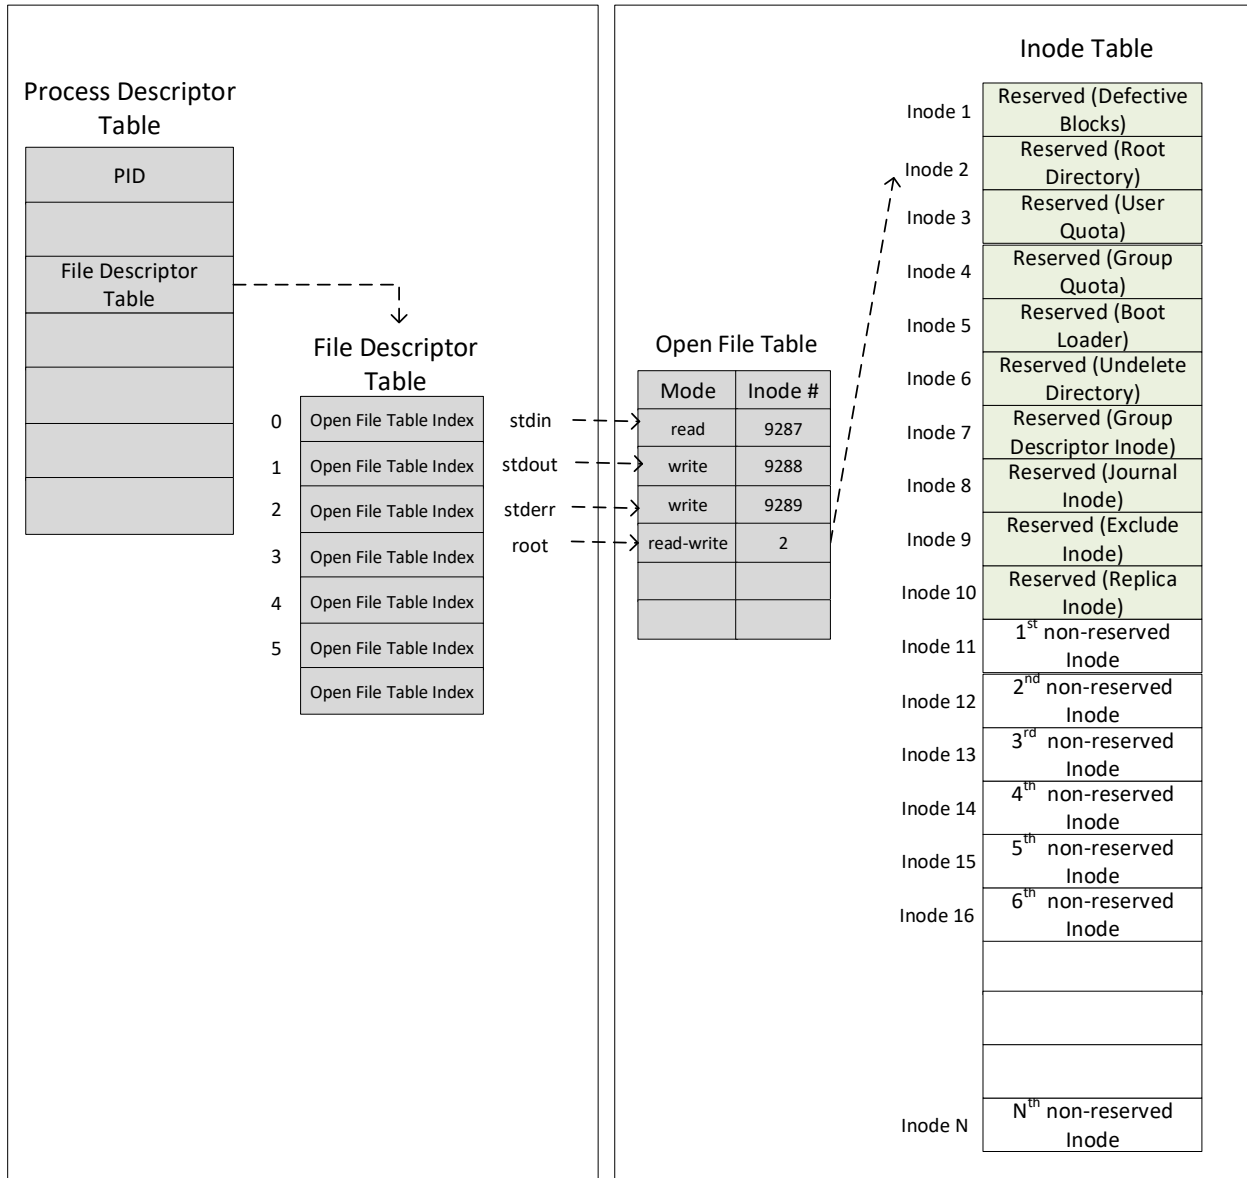 Process Descriptor
Table
PID
File Descriptor
Table
File Descriptor
Table
0
Open File Table Index
1
Open File Table Index
2
Open File Table Index
3
Open File Table Index
4
Open File Table Index
5
Open File Table Index
Open File Table Index
stdin
stdout
stderr
root
Open File Table
Mode
Inode #
read
9287
write
9288
write
9289
read-write
2
Inode Table
Inode 1
Reserved (Defective
Blocks)
Inode 2
Reserved (Root
Directory)
Inode 3
Reserved (User
Quota)
Inode 4
Reserved (Group
Quota)
Inode 5
Reserved (Boot
Loader)
Inode 6
Reserved (Undelete
Directory)
Inode 7
Reserved (Group
Descriptor Inode)
Inode 8
Reserved (Journal
Inode)
Inode 9
Reserved (Exclude
Inode)
Inode 10
Reserved (Replica
Inode)
Inode 11
1st non-reserved
Inode
Inode 12
2nd non-reserved
Inode
Inode 13
3rd non-reserved
Inode
Inode 14
4th non-reserved
Inode
Inode 15
5th non-reserved
Inode
Inode 16
6th non-reserved
Inode
Inode N
Nth non-reserved
Inode